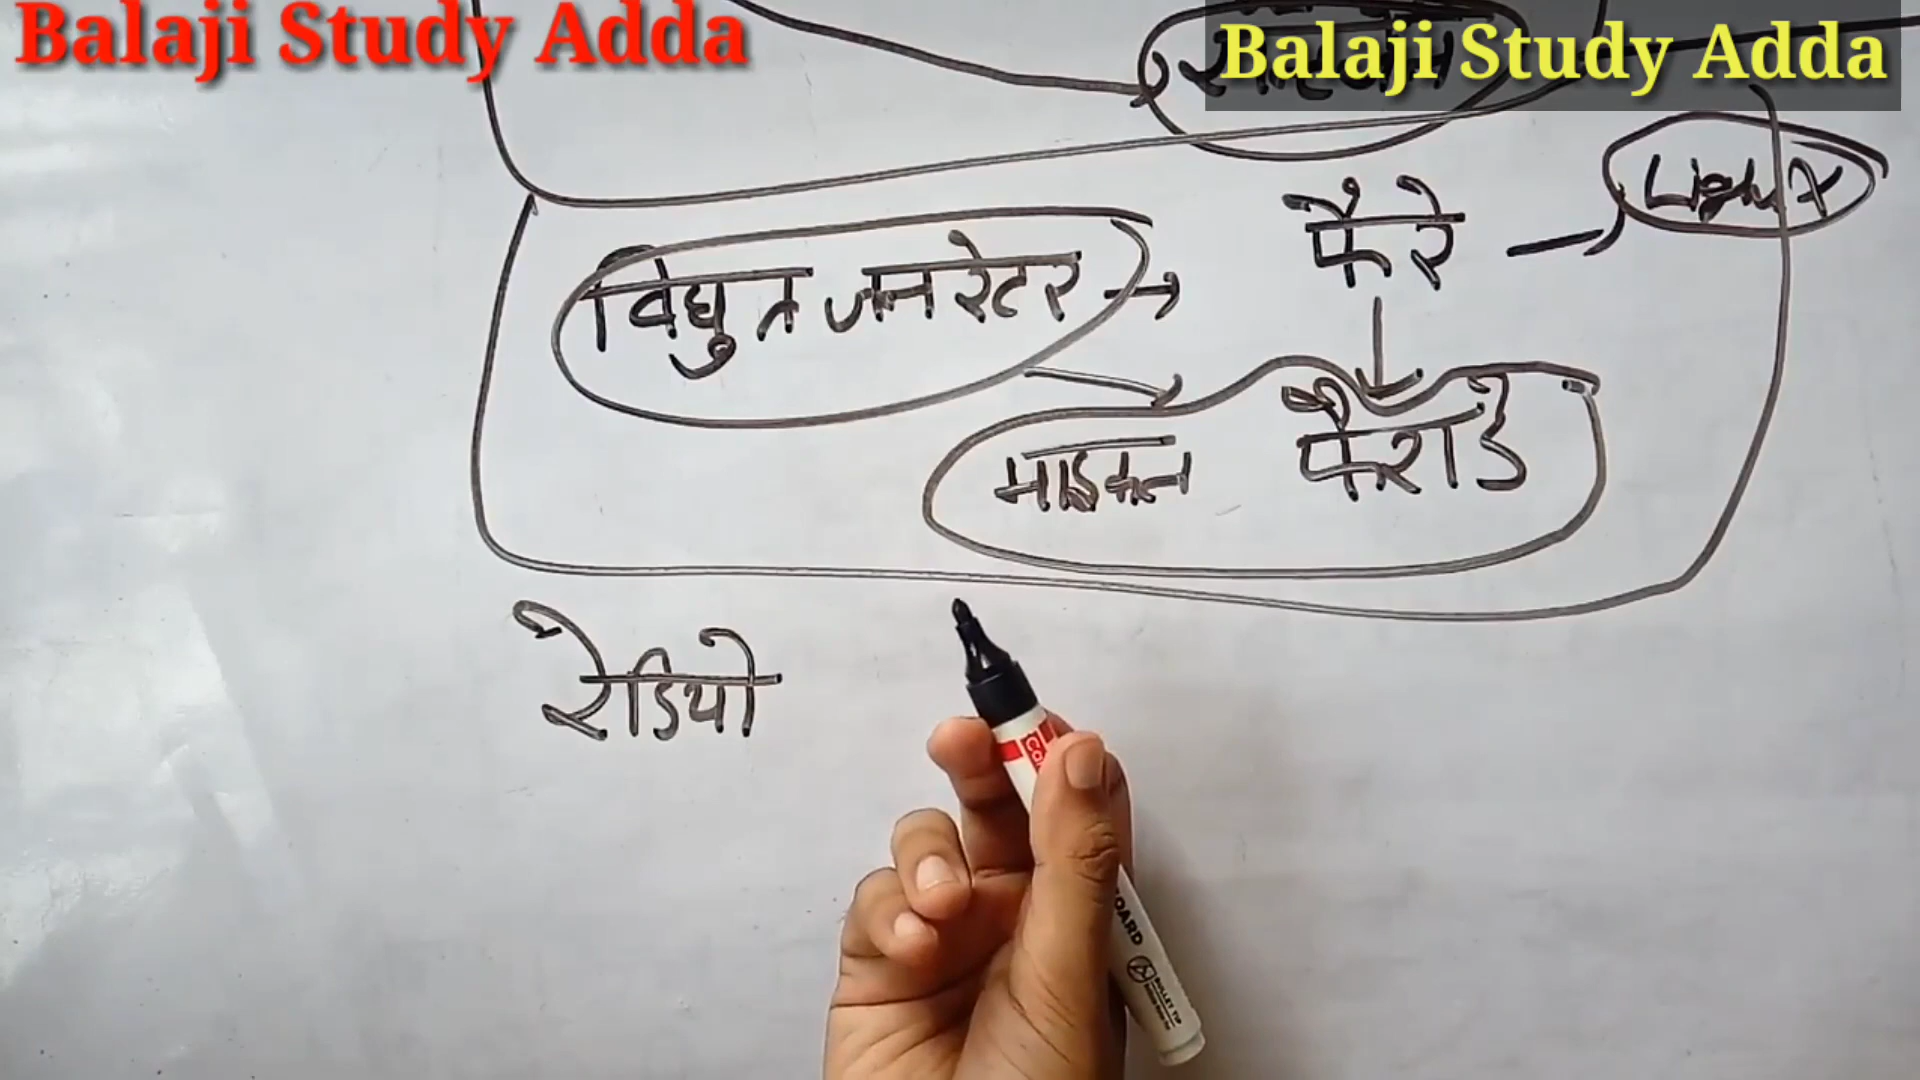 Balaji Study Adda
Balaji Study Adda
Light
फैरे
विद्युत जनरेटर
माइकल फैराडे
रेडियो